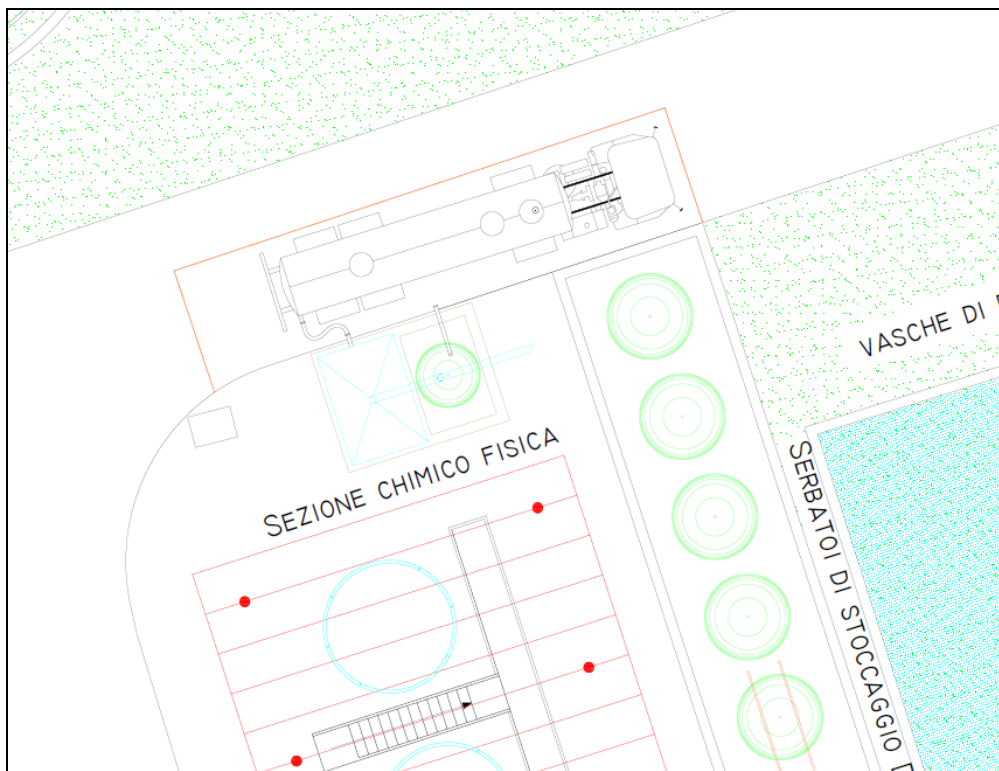 VASCHE DI
SEZIONE CHIMICO FISICA
SERBATOI DI STOCCAGGIO